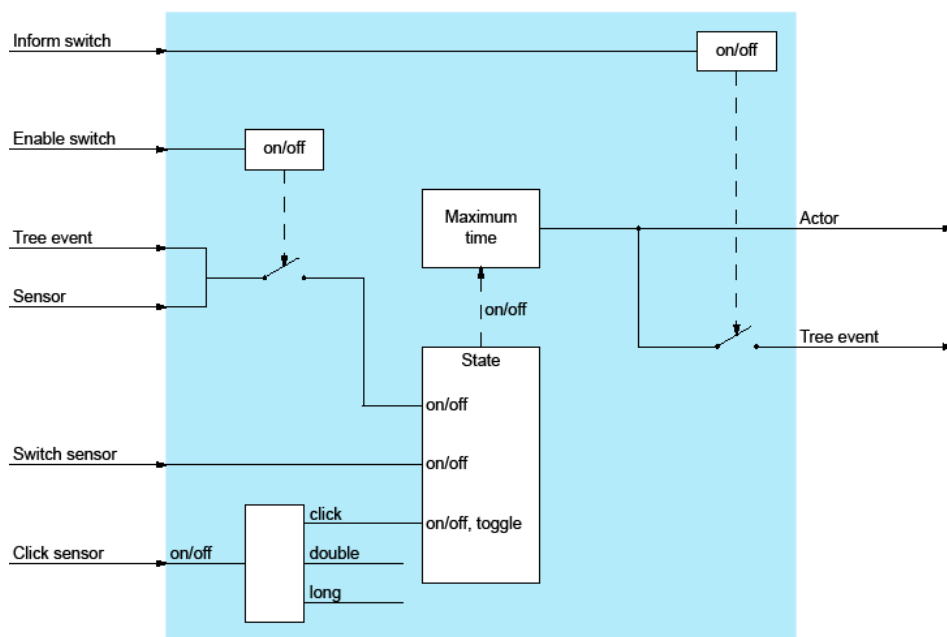 Inform switch
on/off
Enable switch
on/off
Maximum
time
Actor
Tree event
Sensor
on/off
Tree event
State
on/off
Switch sensor
on/off
click
on/off, toggle
Click sensor
on/off
double
long